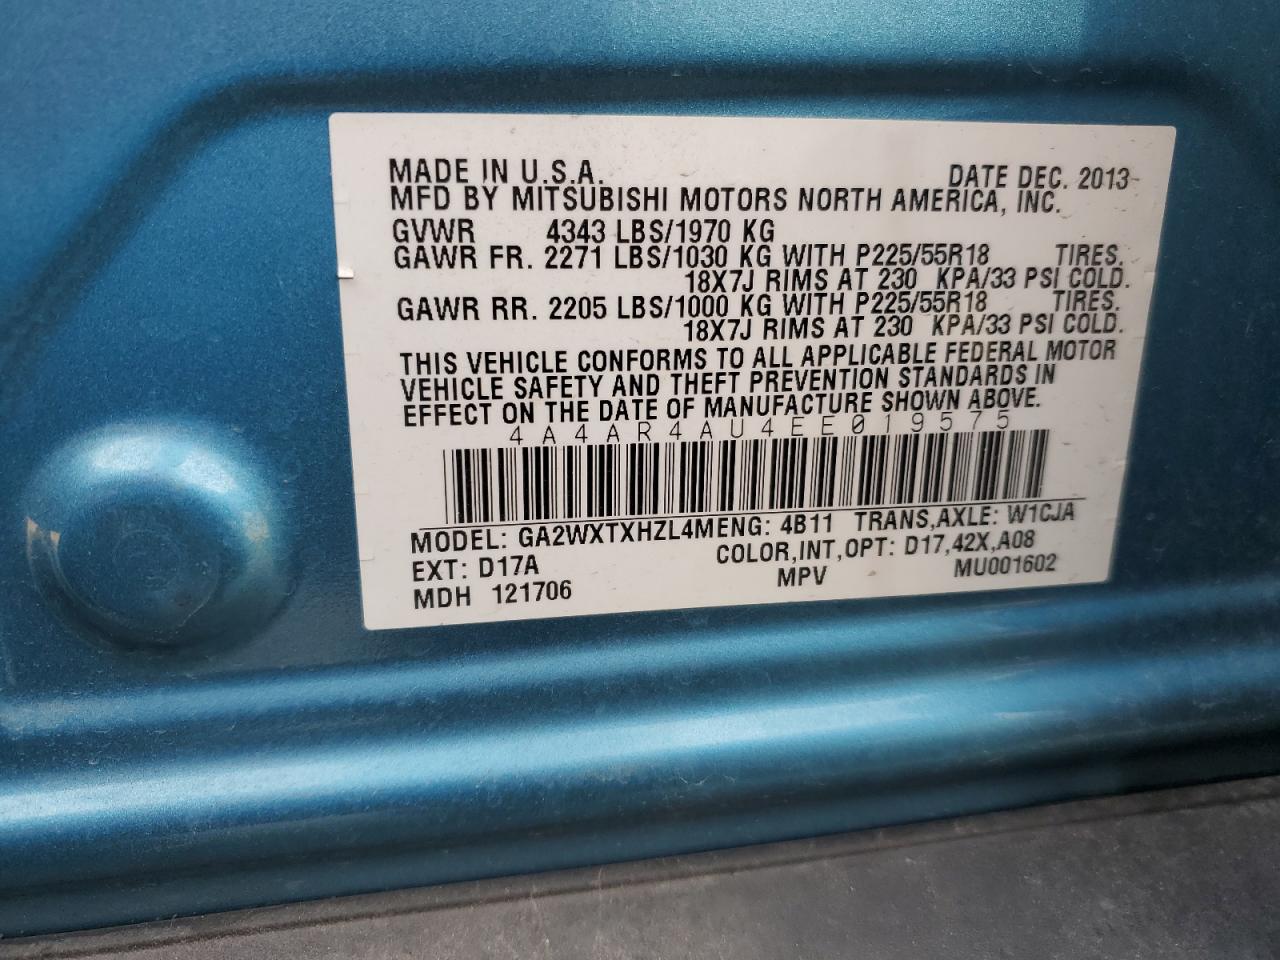 MADE IN U.S.A. DATE DEC. 2013
MFD BY MITSUBISHI MOTORS NORTH AMERICA, INC.
GVWR 4343 LBS/1970 KG
GAWR FR. 2271 LBS/1030 KG WITH P225/55R18 TIRES.
18X7J RIMS AT 230 KPA/33 PSI COLD.
GAWR RR. 2205 LBS/1000 KG WITH P225/55R18 TIRES.
18X7J RIMS AT 230 KPA/33 PSI COLD.
THIS VEHICLE CONFORMS TO ALL APPLICABLE FEDERAL MOTOR
VEHICLE SAFETY AND THEFT PREVENTION STANDARDS IN
EFFECT ON THE DATE OF MANUFACTURE SHOWN ABOVE.
4A4AR4AU4EE019575
MODEL: GA2WXTXHZL4MENG: 4B11 TRANS,AXLE: W1CJA
EXT: D17A COLOR,INT,OPT: D17,42X,A08
MDH 121706 MPV MU001602